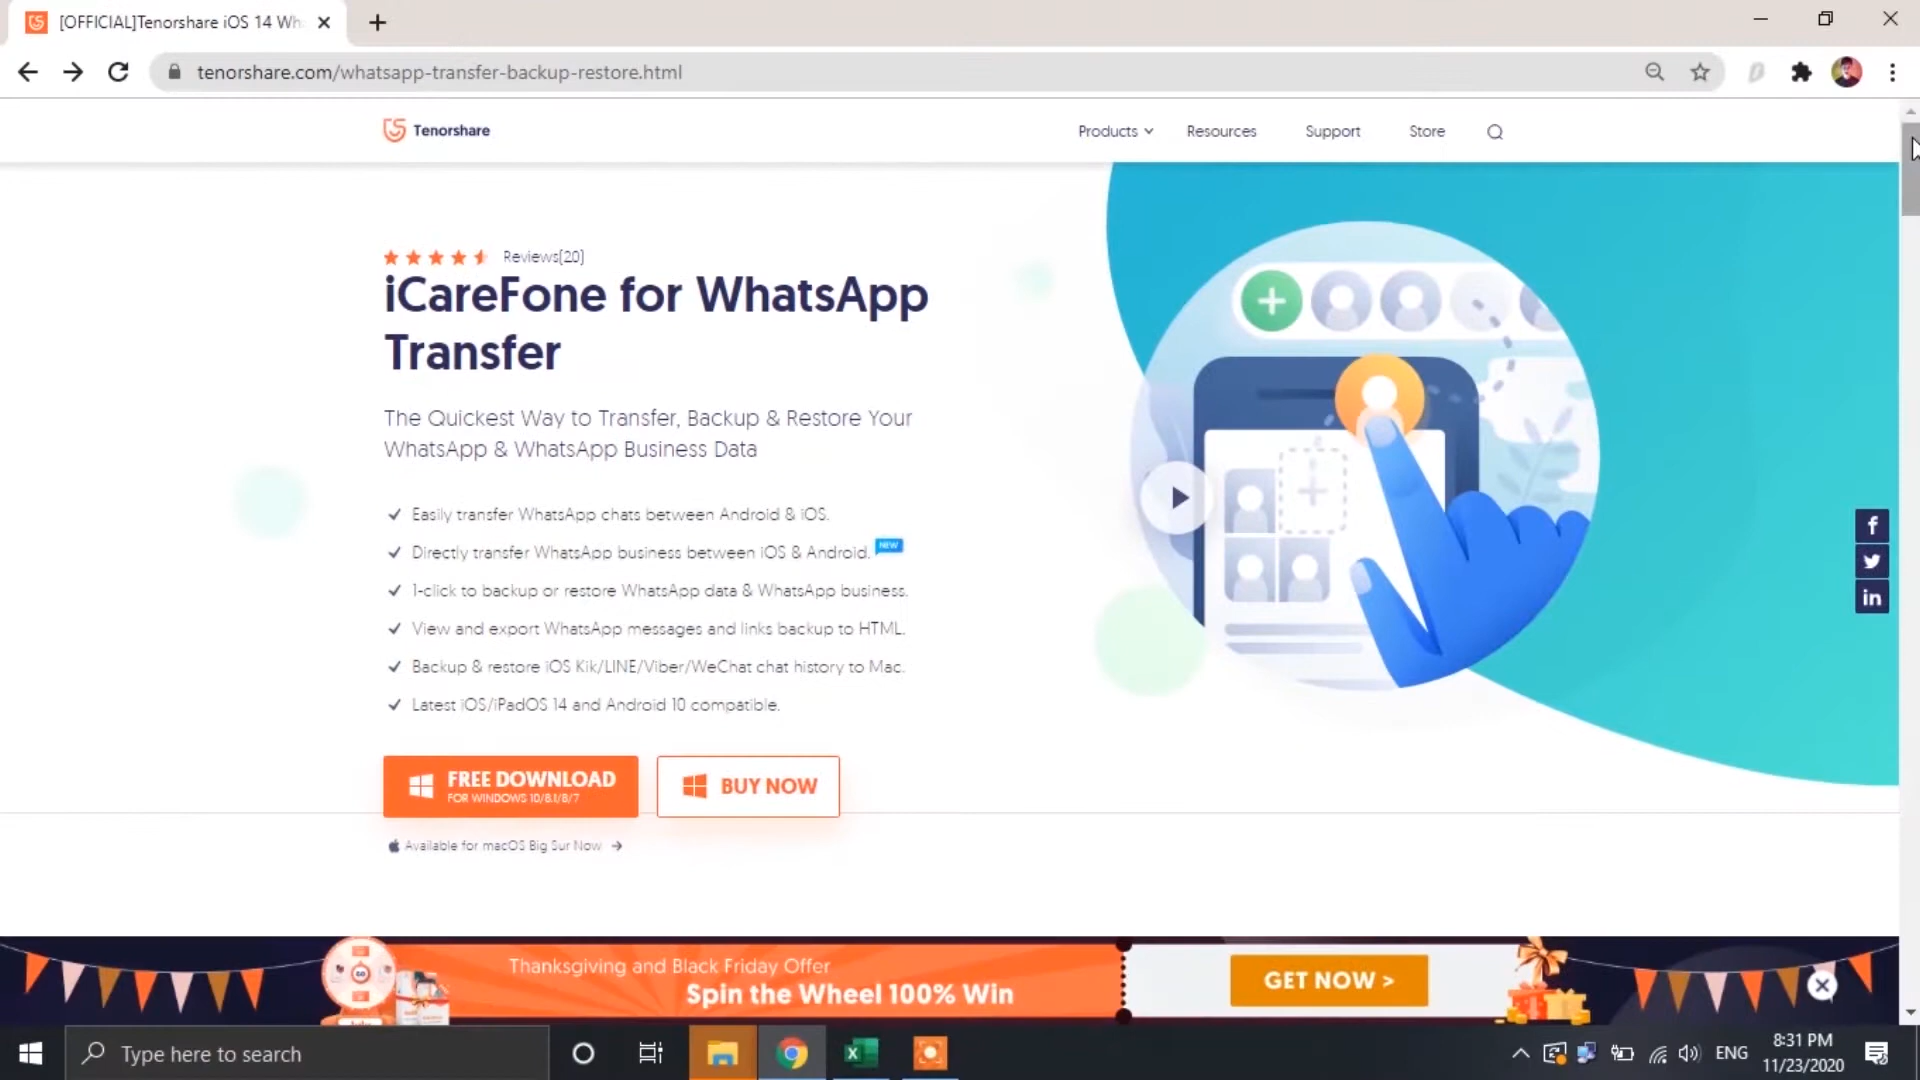 [OFFICIAL]Tenorshare iOS 14 Wh
tenorshare.com/whatsapp-transfer-backup-restore.html
Tenorshare
Products
Resources
Support
Store
Reviews(20)
iCareFone for WhatsApp
Transfer
The Quickest Way to Transfer, Backup & Restore Your
WhatsApp & WhatsApp Business Data
Easily transfer WhatsApp chats between Android & iOS.
Directly transfer WhatsApp business between iOS & Android.
NEW
1-click to backup or restore WhatsApp data & WhatsApp business.
View and export WhatsApp messages and links backup to HTML.
Backup & restore iOS Kik/LINE/Viber/WeChat chat history to Mac.
Latest iOS/iPadOS 14 and Android 10 compatible.
FREE DOWNLOAD
FOR WINDOWS 10/8.1/8/7
BUY NOW
Available for macOS Big Sur Now
f
in
Thanksgiving and Black Friday Offer
Spin the Wheel 100% Win
GET NOW >
GO
Type here to search
ENG
8:31 PM
11/23/2020